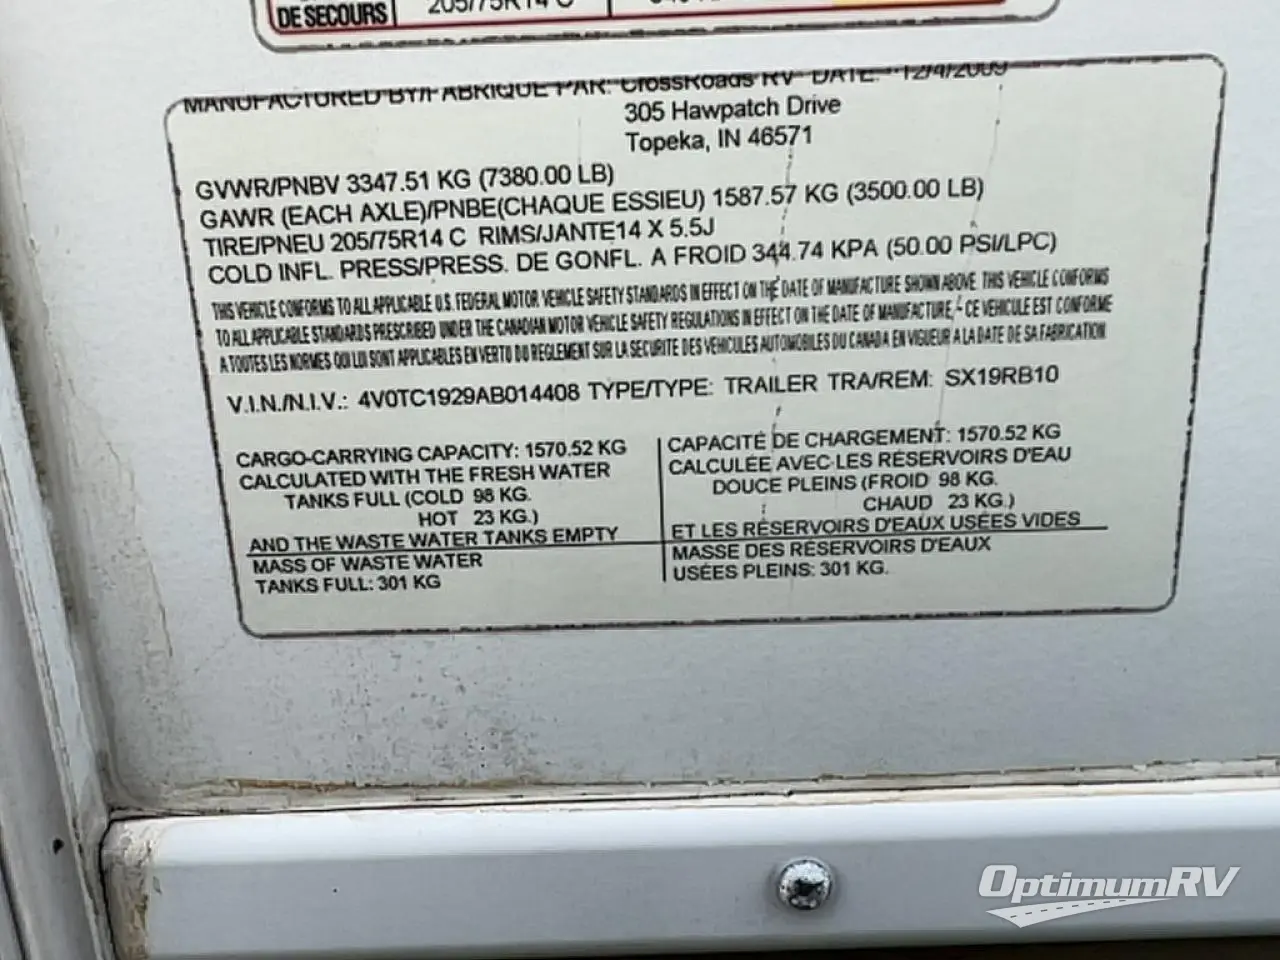 DE SECOURS 205/75R14 C
MANUFACTURED BY/FABRIQUE PAR: CrossRoads RV DATE: 12/4/2009
305 Hawpatch Drive
Topeka, IN 46571
GVWR/PNBV 3347.51 KG (7380.00 LB)
GAWR (EACH AXLE)/PNBE(CHAQUE ESSIEU) 1587.57 KG (3500.00 LB)
TIRE/PNEU 205/75R14 C RIMS/JANTE14 X 5.5J
COLD INFL. PRESS/PRESS. DE GONFL. A FROID 344.74 KPA (50.00 PSI/LPC)
THIS VEHICLE CONFORMS TO ALL APPLICABLE U.S. FEDERAL MOTOR VEHICLE SAFETY STANDARDS IN EFFECT ON THE DATE OF MANUFACTURE SHOWN ABOVE. THIS VEHICLE CONFORMS
TO ALL APPLICABLE STANDARDS PRESCRIBED UNDER THE CANADIAN MOTOR VEHICLE SAFETY REGULATIONS IN EFFECT ON THE DATE OF MANUFACTURE, - CE VEHICULE EST CONFORME
A TOUTES LES NORMES QUI LUI SONT APPLICABLES EN VERTU DU REGLEMENT SUR LA SECURITE DES VEHICULES AUTOMOBILES DU CANADA EN VIGUEUR A LA DATE DE SA FABRICATION
V.I.N./N.I.V.: 4V0TC1929AB014408 TYPE/TYPE: TRAILER TRA/REM: SX19RB10
CARGO-CARRYING CAPACITY: 1570.52 KG
CALCULATED WITH THE FRESH WATER
TANKS FULL (COLD 98 KG.
HOT 23 KG.)
AND THE WASTE WATER TANKS EMPTY
MASS OF WASTE WATER
TANKS FULL: 301 KG
CAPACITÉ DE CHARGEMENT: 1570.52 KG
CALCULÉE AVEC LES RÉSERVOIRS D'EAU
DOUCE PLEINS (FROID 98 KG.
CHAUD 23 KG.)
ET LES RÉSERVOIRS D'EAUX USÉES VIDES
MASSE DES RÉSERVOIRS D'EAUX
USÉES PLEINS: 301 KG.
OptimumRV